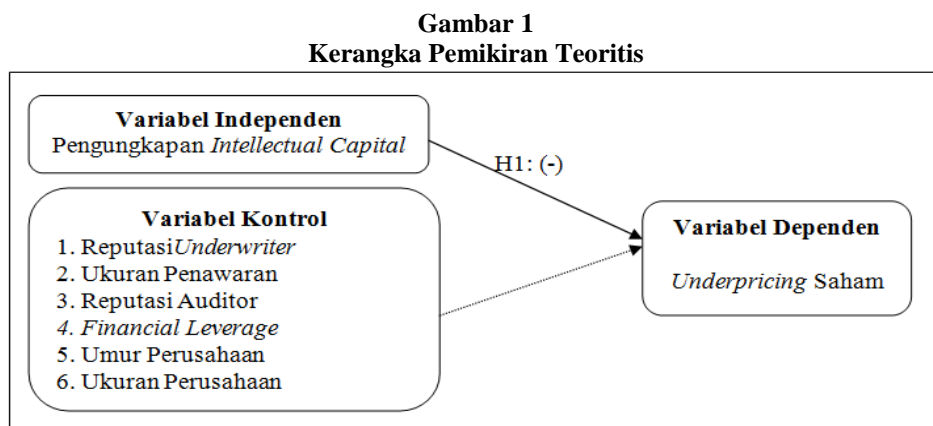 Gambar 1
Kerangka Pemikiran Teoritis
Variabel Independen
Pengungkapan Intellectual Capital
H1: (-)
Variabel Kontrol
1. ReputasiUnderwriter
2. Ukuran Penawaran
3. Reputasi Auditor
4. Financial Leverage
5. Umur Perusahaan
6. Ukuran Perusahaan
Variabel Dependen
Underpricing Saham